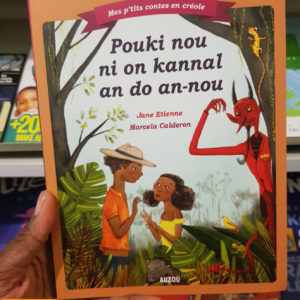 Mes p'tits contes en créole
Pouki nou
ni on kannal
an do an-nou
Jane Etienne
Marcela Calderon
AUZOU
+20